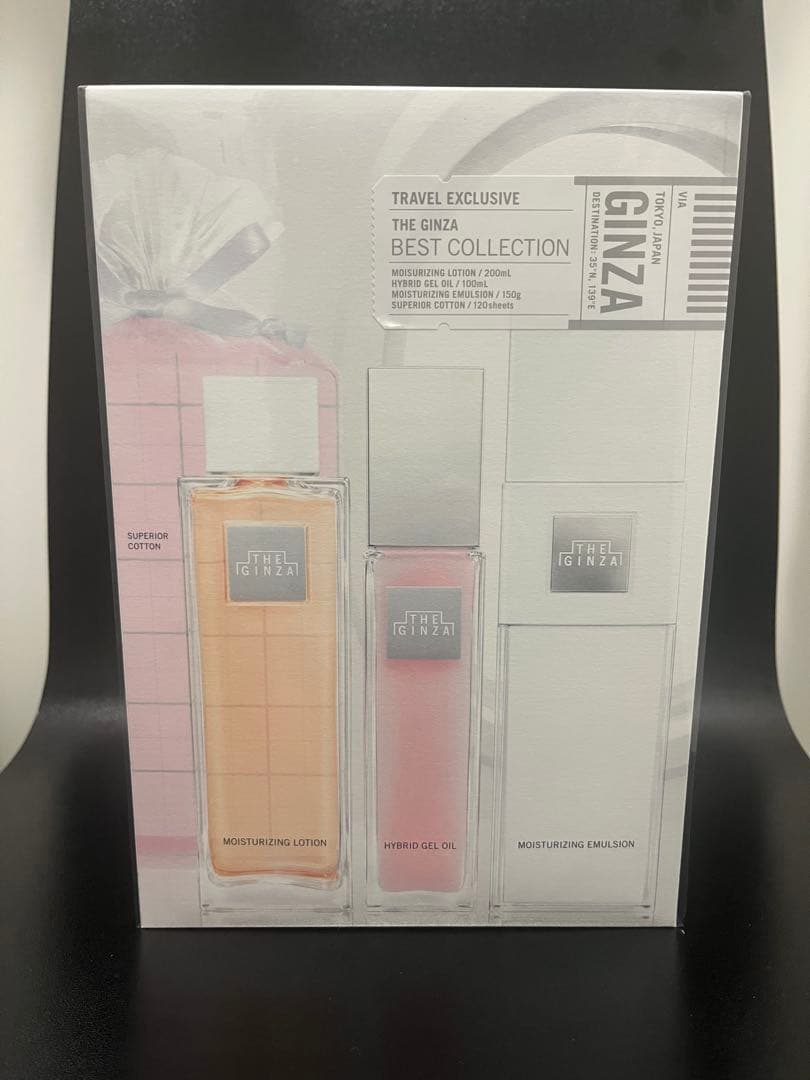 TRAVEL EXCLUSIVE
THE GINZA
BEST COLLECTION
MOISURIZING LOTION / 200mL
HYBRID GEL OIL / 100mL
MOISTURIZING EMULSION / 150g
SUPERIOR COTTON / 120sheets
VIA
TOKYO, JAPAN
GINZA
DESTINATION: 35°N, 139°E
SUPERIOR
COTTON
THE
GINZA
MOISTURIZING LOTION
THE
GINZA
HYBRID GEL OIL
THE
GINZA
MOISTURIZING EMULSION